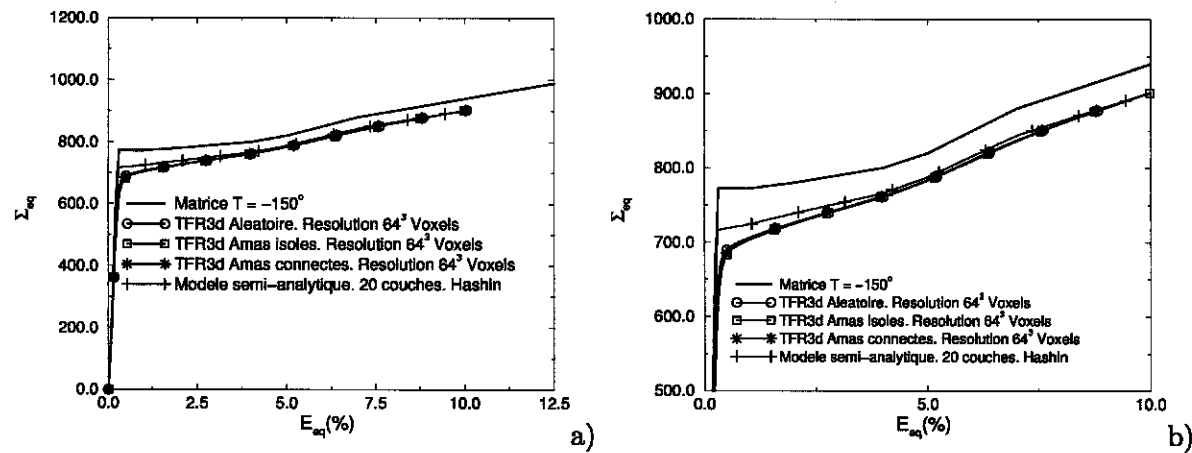 1200.0
1000.0
800.0
600.0
400.0
200.0
0.0
Σeq
Matrice T = −150°
TFR3d Aleatoire. Resolution 64³ Voxels
TFR3d Amas isoles. Resolution 64³ Voxels
TFR3d Amas connectes. Resolution 64³ Voxels
Modele semi−analytique. 20 couches. Hashin
0.0 2.5 5.0 7.5 10.0 12.5
Eeq(%)
a)
1000.0
900.0
800.0
700.0
600.0
500.0
Σeq
Matrice T = −150°
TFR3d Aleatoire. Resolution 64³ Voxels
TFR3d Amas isoles. Resolution 64³ Voxels
TFR3d Amas connectes. Resolution 64³ Voxels
Modele semi−analytique. 20 couches. Hashin
0.0 5.0 10.0
Eeq(%)
b)